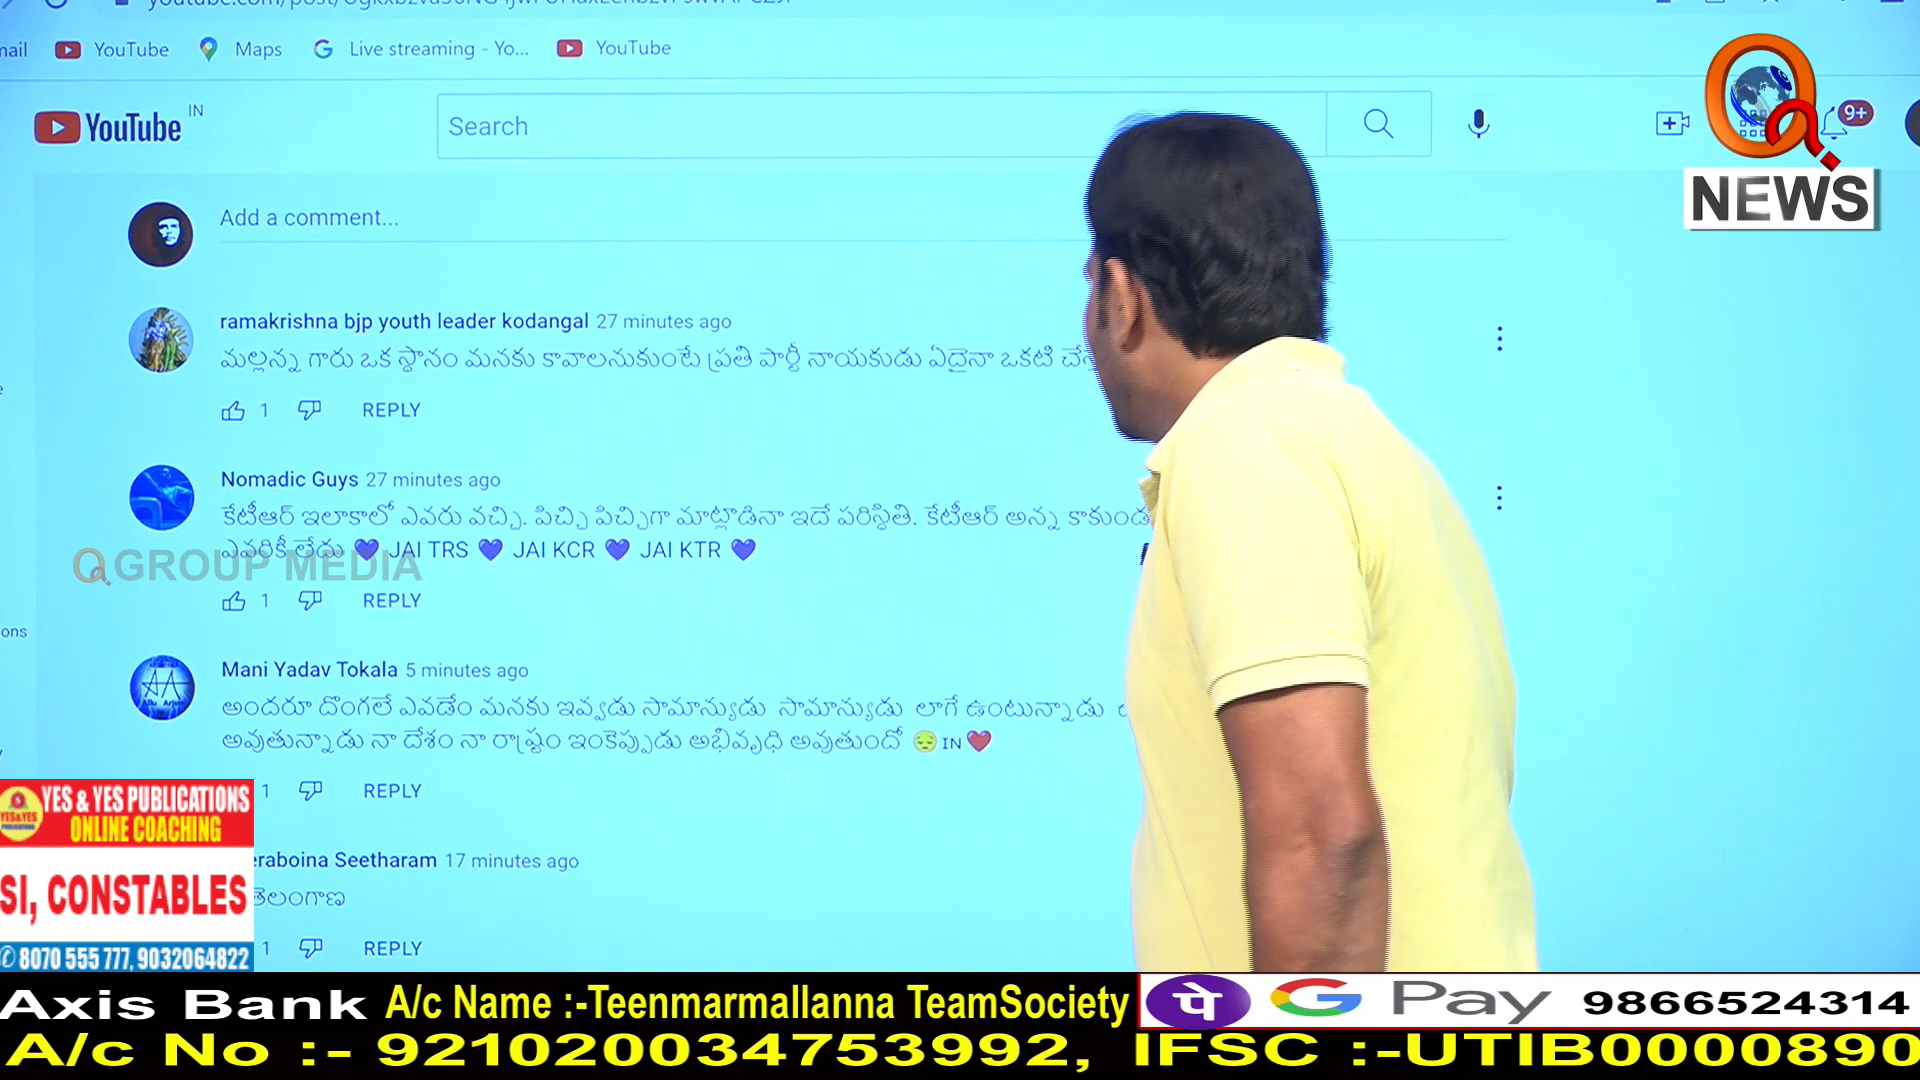 YouTube
Maps
Live streaming - Yo...
YouTube
YouTube IN
Search
9+
NEWS
Add a comment...
ramakrishna bjp youth leader kodangal 27 minutes ago
మల్లన్న గారు ఒక స్థానం మనకు కావాలనుకుంటే ప్రతి పార్టీ నాయకుడు ఏదైనా ఒకటి
1 REPLY
Nomadic Guys 27 minutes ago
కేటీఆర్ ఇలాకాలో ఎవరు వచ్చి. పిచ్చి పిచ్చిగా మాట్లాడినా ఇదే పరిస్థితి. కేటీఆర్ అన్న
ఎవరికీ లేదు 💜 JAI TRS 💜 JAI KCR 💜 JAI KTR 💜
Q GROUP MEDIA
1 REPLY
Mani Yadav Tokala 5 minutes ago
అందరూ దొంగలే ఎవడేం మనకు ఇవ్వడు సామాన్యుడు సామాన్యుడు లాగే ఉంటున్నాడు
అవుతున్నాడు నా దేశం నా రాష్ట్రం ఇంకెప్పుడు అభివృధి అవుతుందో 😔 IN ❤️
1 REPLY
YES & YES PUBLICATIONS
ONLINE COACHING
SI, CONSTABLES
8070 555 777, 9032064822
Seetharam 17 minutes ago
తెలంగాణ
1 REPLY
Axis Bank A/c Name :-Teenmarmallanna TeamSociety
पे G Pay 9866524314
A/c No :- 921020034753992, IFSC :-UTIB0000890